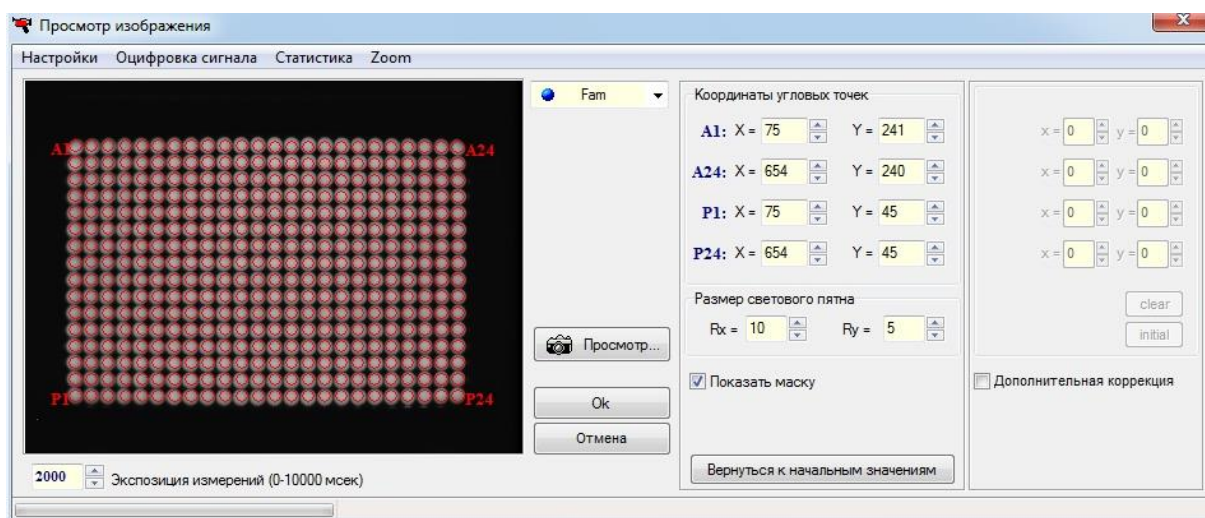 Просмотр изображения
Настройки Оцифровка сигнала Статистика Zoom
A1
A24
P1
P24
2000 Экспозиция измерений (0-10000 мсек)
Fam
Просмотр...
Ok
Отмена
Координаты угловых точек
A1: X = 75 Y = 241
A24: X = 654 Y = 240
P1: X = 75 Y = 45
P24: X = 654 Y = 45
Размер светового пятна
Rx = 10 Ry = 5
Показать маску
Вернуться к начальным значениям
x = 0 y = 0
x = 0 y = 0
x = 0 y = 0
x = 0 y = 0
clear
initial
Дополнительная коррекция